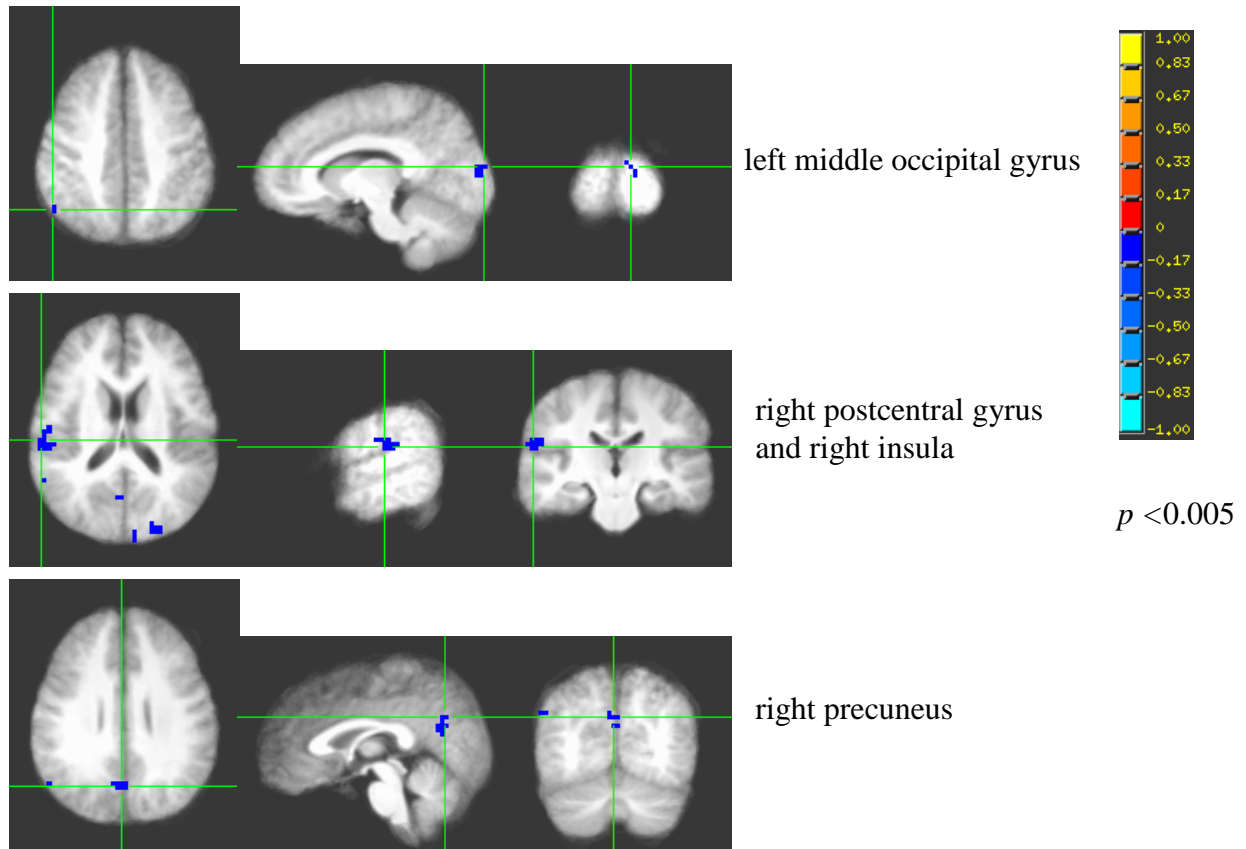 left middle occipital gyrus
right postcentral gyrus
and right insula
right precuneus
1.00
0.83
0.67
0.50
0.33
0.17
0
-0.17
-0.33
-0.50
-0.67
-0.83
-1.00
p <0.005